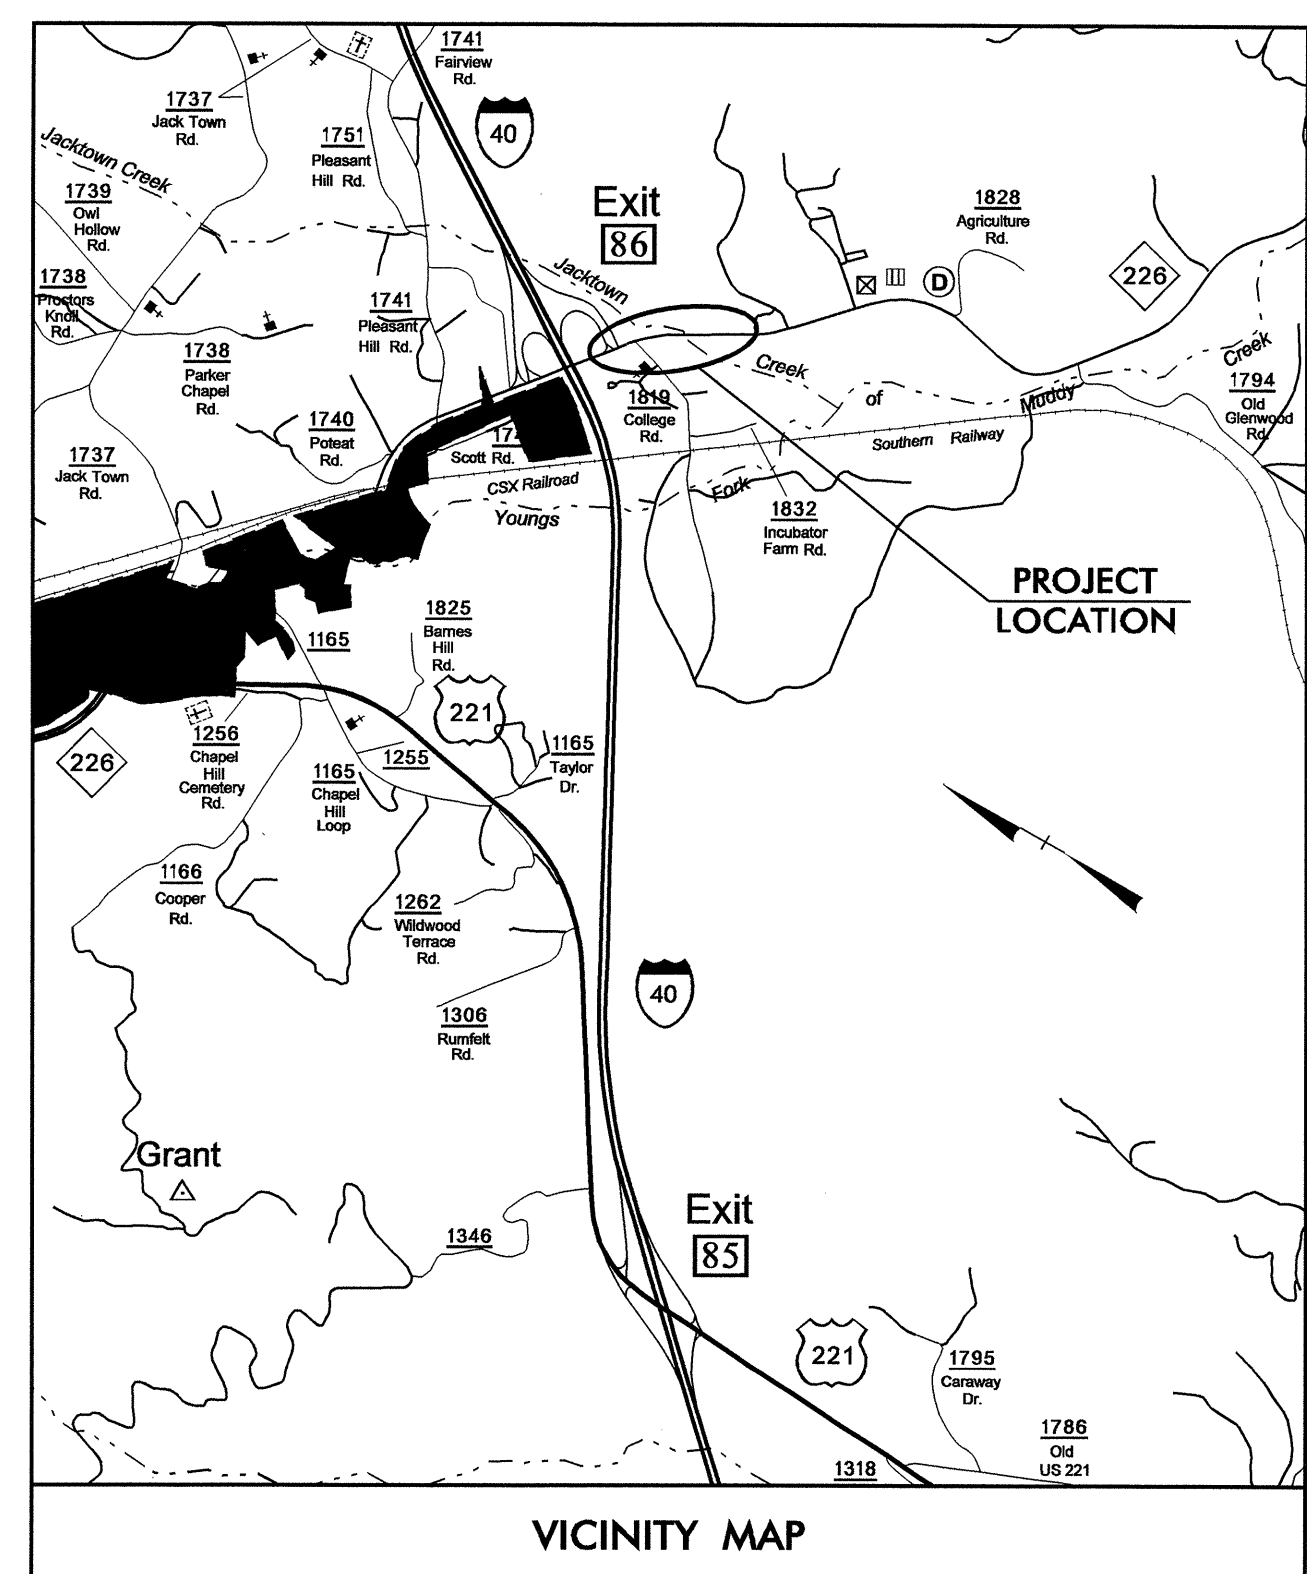 1741
Fairview
Rd.
40
1737
Jack Town
Rd.
1751
Pleasant
Hill Rd.
Jacktown Creek
1739
Owl
Hollow
Rd.
Exit
86
1828
Agriculture
Rd.
226
1738
Proctors
Knoll
Rd.
Jacktown
D
1741
Pleasant
Hill Rd.
1738
Parker
Chapel
Rd.
Creek
of
Muddy
Creek
1794
Old
Glenwood
Rd.
1819
College
Rd.
1740
Poteat
Rd.
Scott Rd.
1737
Jack Town
Rd.
Southern Railway
CSX Railroad
Youngs
Fork
1832
Incubator
Farm Rd.
PROJECT
LOCATION
1825
Barnes
Hill
Rd.
1165
221
226
1256
Chapel
Hill
Cemetery
Rd.
1255
1165
Taylor
Dr.
1165
Chapel
Hill
Loop
1166
Cooper
Rd.
1262
Wildwood
Terrace
Rd.
40
1306
Rumfelt
Rd.
Grant
Exit
85
1346
221
1795
Caraway
Dr.
1786
Old
US 221
1318
VICINITY MAP